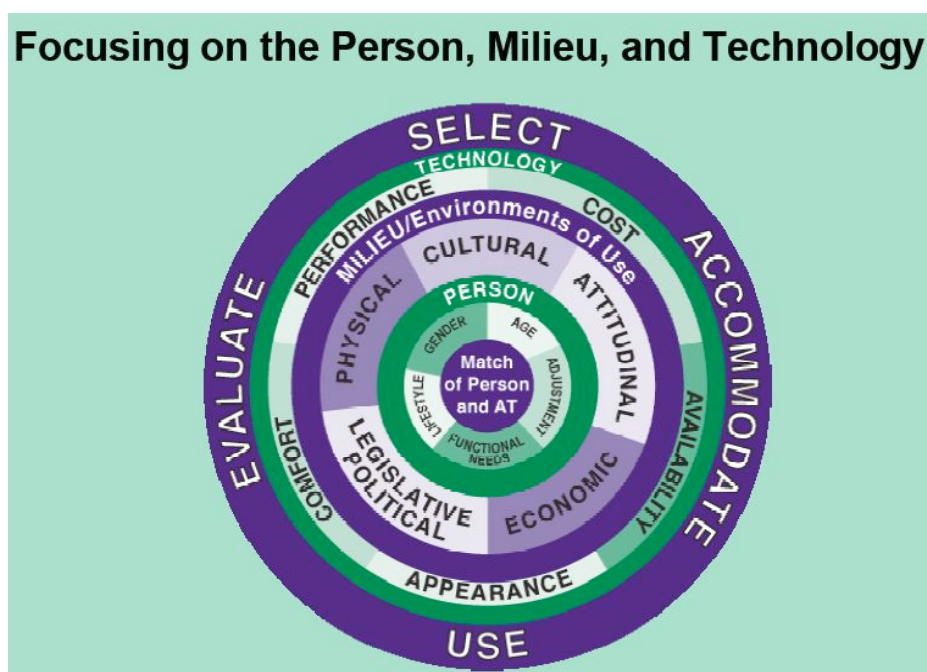 Focusing on the Person, Milieu, and Technology
SELECT
ACCOMMODATE
USE
EVALUATE
TECHNOLOGY
COST
AVAILABILITY
APPEARANCE
COMFORT
PERFORMANCE
MILIEU/Environments of Use
CULTURAL
ATTITUDINAL
ECONOMIC
LEGISLATIVE
POLITICAL
PHYSICAL
PERSON
AGE
ADJUSTMENT
FUNCTIONAL
NEEDS
LIFESTYLE
GENDER
Match
of Person
and AT